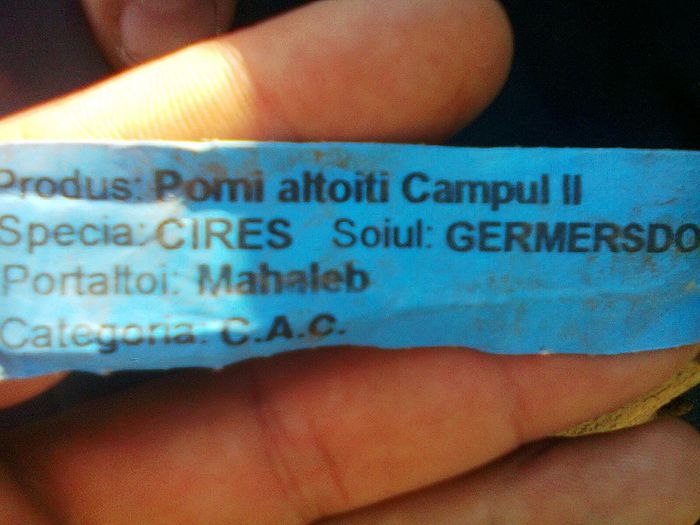 Produs: Pomi altoiti Campul II
Specia: CIRES Soiul: GERMERSDO
Portaltoi: Mahaleb
Categoria: C.A.C.